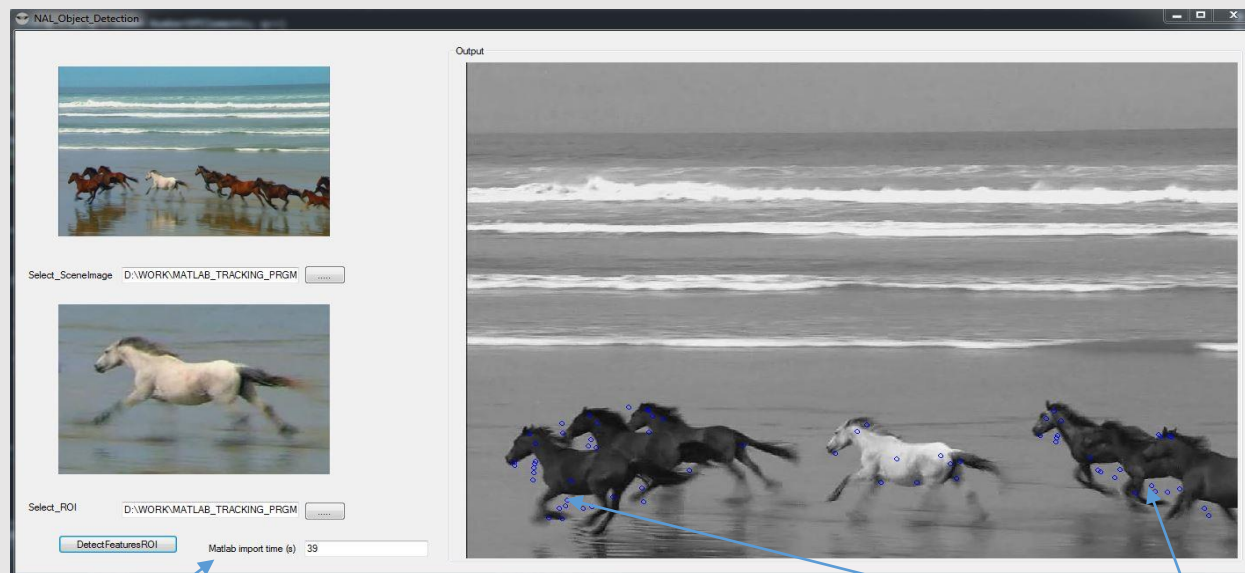 NAL_Object_Detection
Output
Select_SceneImage D:\WORK\MATLAB_TRACKING_PRGM .....
Select_ROI D:\WORK\MATLAB_TRACKING_PRGM .....
DetectFeaturesROI Matlab import time (s) 39